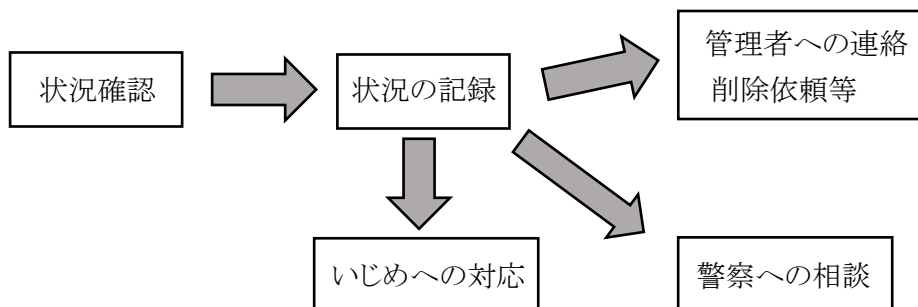 状況確認
状況の記録
管理者への連絡
削除依頼等
いじめへの対応
警察への相談